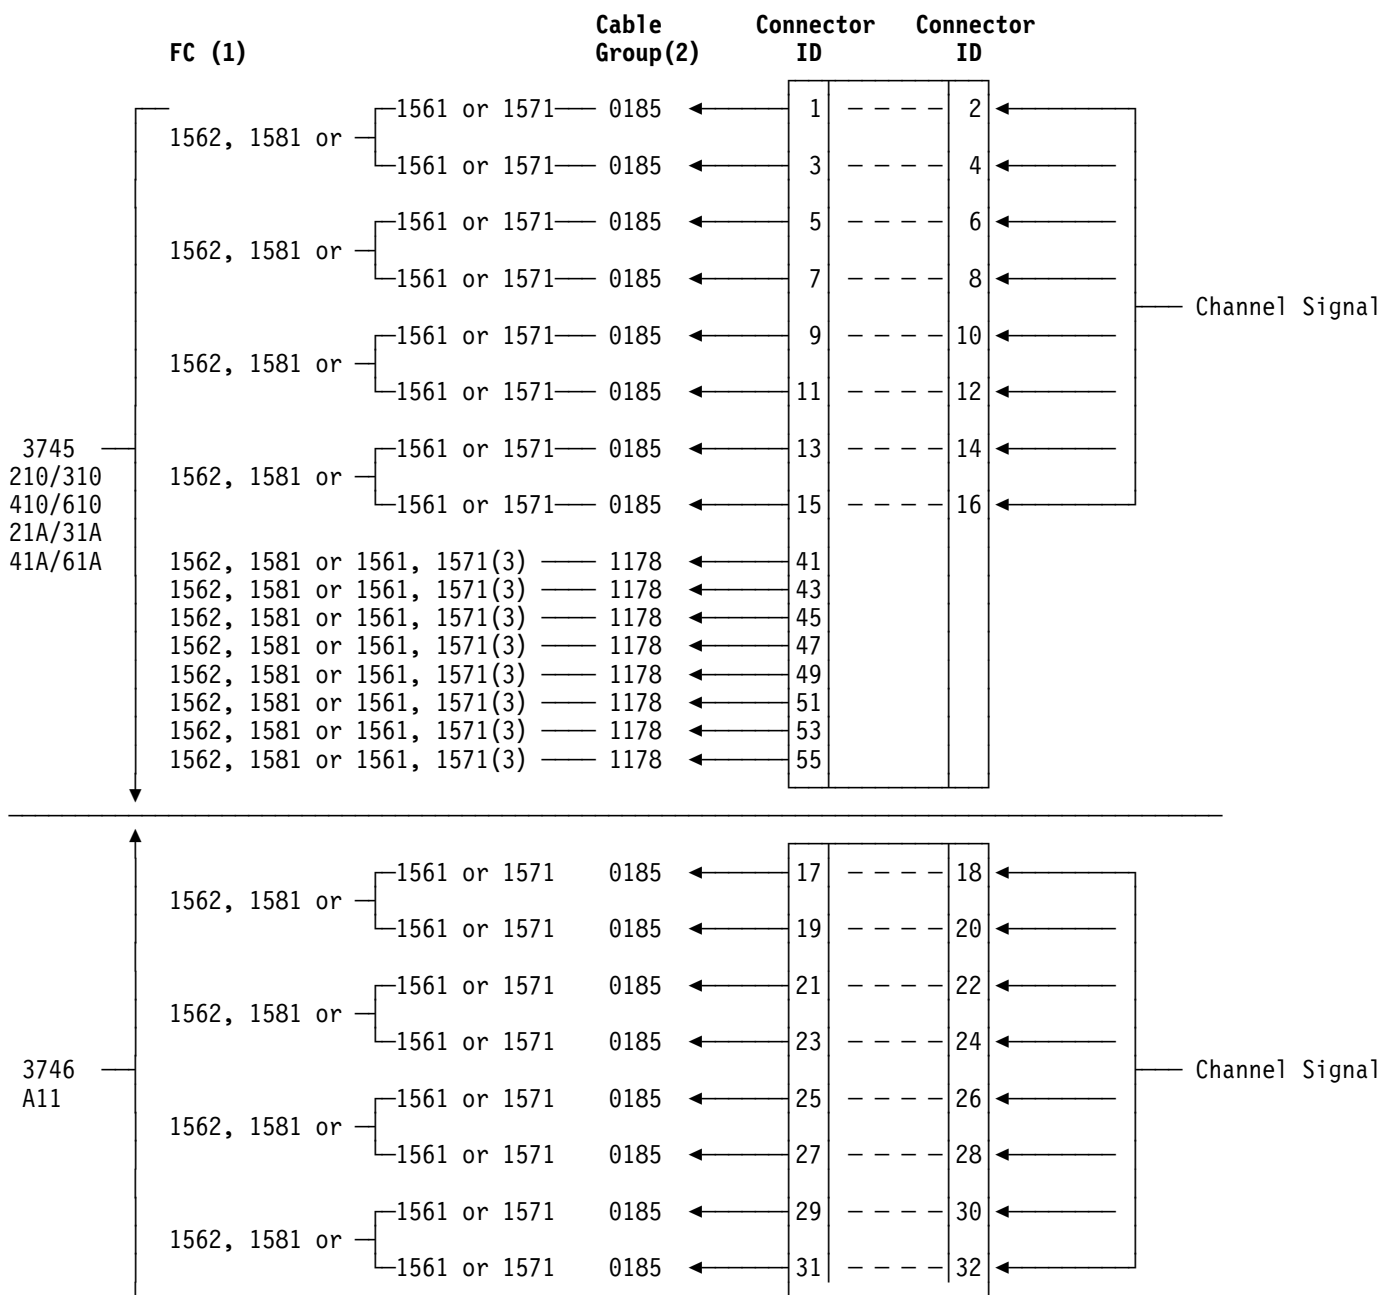 Cable Connector Connector
FC (1) Group(2) ID ID
1561 or 1571 0185 1 2
1562, 1581 or
1561 or 1571 0185 3 4
1561 or 1571 0185 5 6
1562, 1581 or
1561 or 1571 0185 7 8
Channel Signal
1561 or 1571 0185 9 10
1562, 1581 or
1561 or 1571 0185 11 12
3745 1561 or 1571 0185 13 14
210/310 1562, 1581 or
410/610 1561 or 1571 0185 15 16
21A/31A
41A/61A 1562, 1581 or 1561, 1571(3) 1178 41
1562, 1581 or 1561, 1571(3) 1178 43
1562, 1581 or 1561, 1571(3) 1178 45
1562, 1581 or 1561, 1571(3) 1178 47
1562, 1581 or 1561, 1571(3) 1178 49
1562, 1581 or 1561, 1571(3) 1178 51
1562, 1581 or 1561, 1571(3) 1178 53
1562, 1581 or 1561, 1571(3) 1178 55
1561 or 1571 0185 17 18
1562, 1581 or
1561 or 1571 0185 19 20
1561 or 1571 0185 21 22
1562, 1581 or
1561 or 1571 0185 23 24
3746 Channel Signal
A11 1561 or 1571 0185 25 26
1562, 1581 or
1561 or 1571 0185 27 28
1561 or 1571 0185 29 30
1562, 1581 or
1561 or 1571 0185 31 32